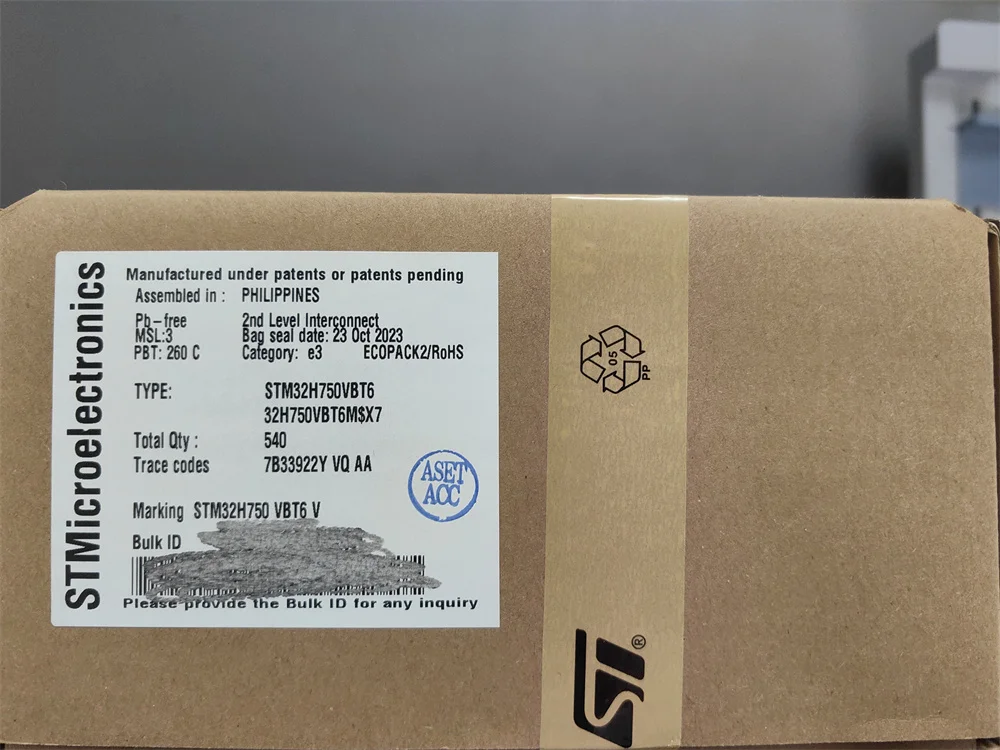 STMicroelectronics
Manufactured under patents or patents pending
Assembled in : PHILIPPINES
Pb-free 2nd Level Interconnect
MSL:3 Bag seal date: 23 Oct 2023
PBT: 260 C Category: e3 ECOPACK2/RoHS
TYPE: STM32H750VBT6
32H750VBT6M$X7
Total Qty : 540
Trace codes 7B33922Y VQ AA
ASET
ACC
Marking STM32H750 VBT6 V
Bulk ID
Please provide the Bulk ID for any inquiry
05
PP
ST ®